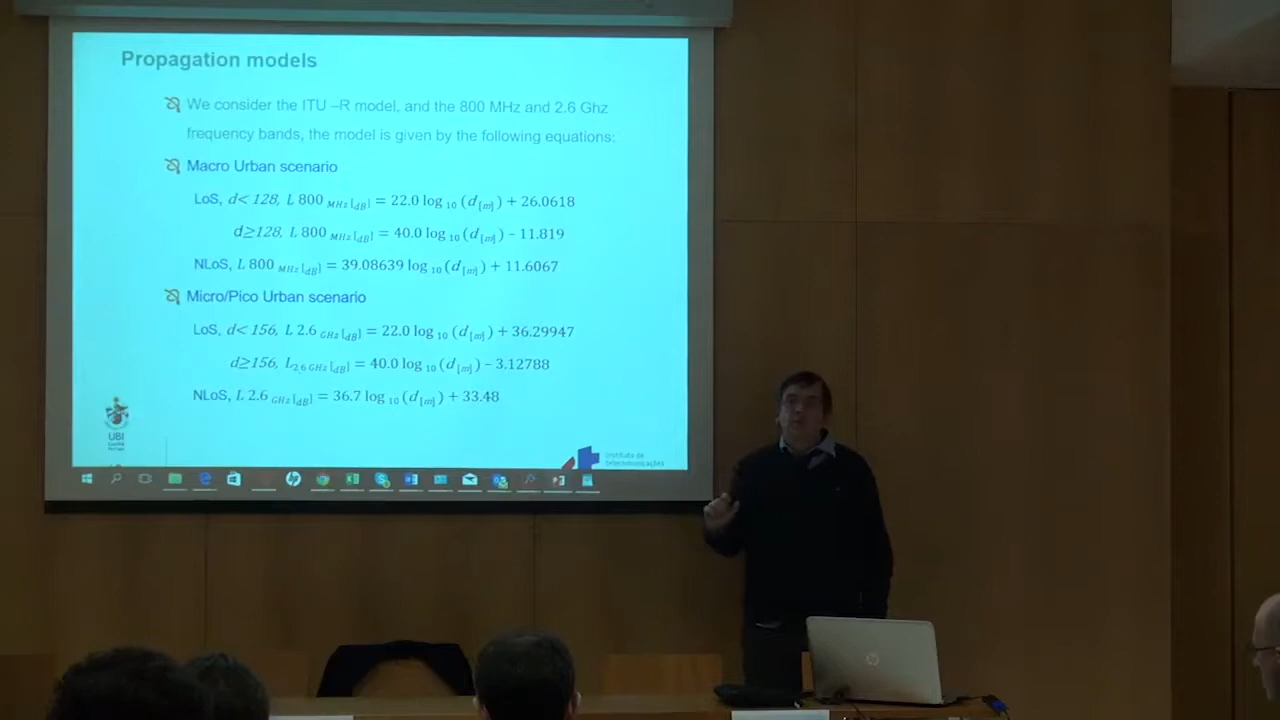 Propagation models
We consider the ITU –R model, and the 800 MHz and 2.6 Ghz
frequency bands, the model is given by the following equations:
Macro Urban scenario
LoS, d< 128, L 800 MHz [dB] = 22.0 log 10 (d[m]) + 26.0618
d≥128, L 800 MHz [dB] = 40.0 log 10 (d[m]) – 11.819
NLoS, L 800 MHz [dB] = 39.08639 log 10 (d[m]) + 11.6067
Micro/Pico Urban scenario
LoS, d< 156, L 2.6 GHz [dB] = 22.0 log 10 (d[m]) + 36.29947
d≥156, L2.6 GHz [dB] = 40.0 log 10 (d[m]) – 3.12788
NLoS, L 2.6 GHz [dB] = 36.7 log 10 (d[m]) + 33.48
UBI
instituto de
telecomunicações
hp